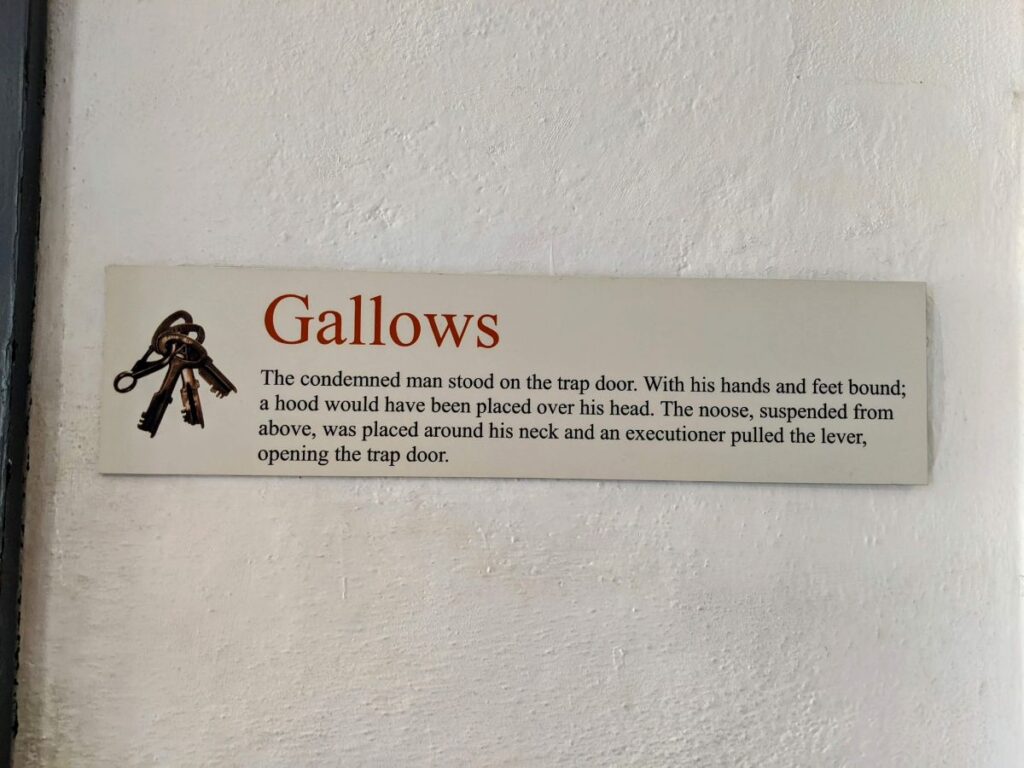 Gallows
The condemned man stood on the trap door. With his hands and feet bound;
a hood would have been placed over his head. The noose, suspended from
above, was placed around his neck and an executioner pulled the lever,
opening the trap door.